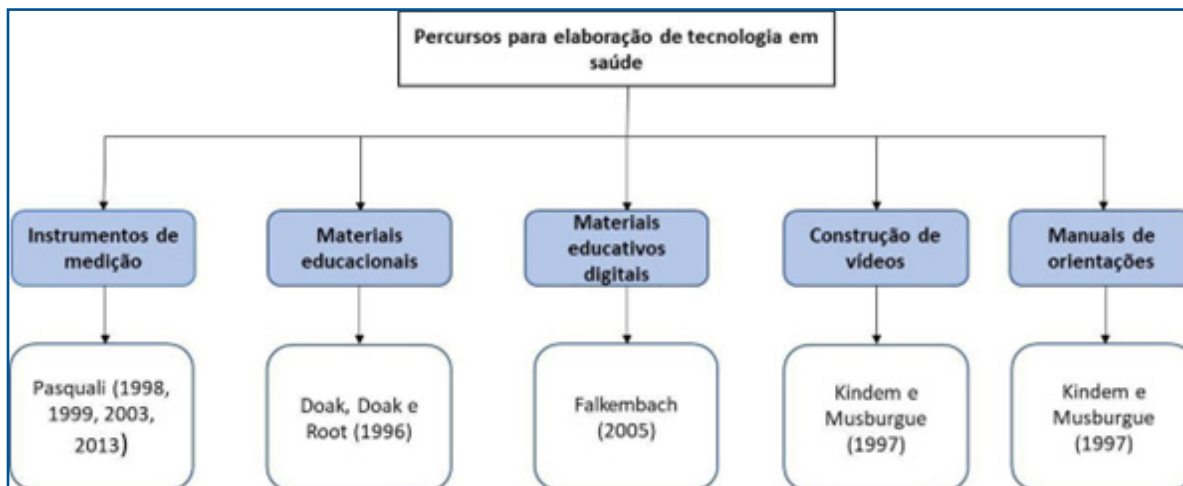 Percursos para elaboração de tecnologia em
saúde
Instrumentos de
medição
Materiais
educacionais
Materiais
educativos
digitais
Construção de
vídeos
Manuais de
orientações
Pasquali (1998,
1999, 2003,
2013)
Doak, Doak e
Root (1996)
Falkembach
(2005)
Kindem e
Musburgue
(1997)
Kindem e
Musburgue
(1997)